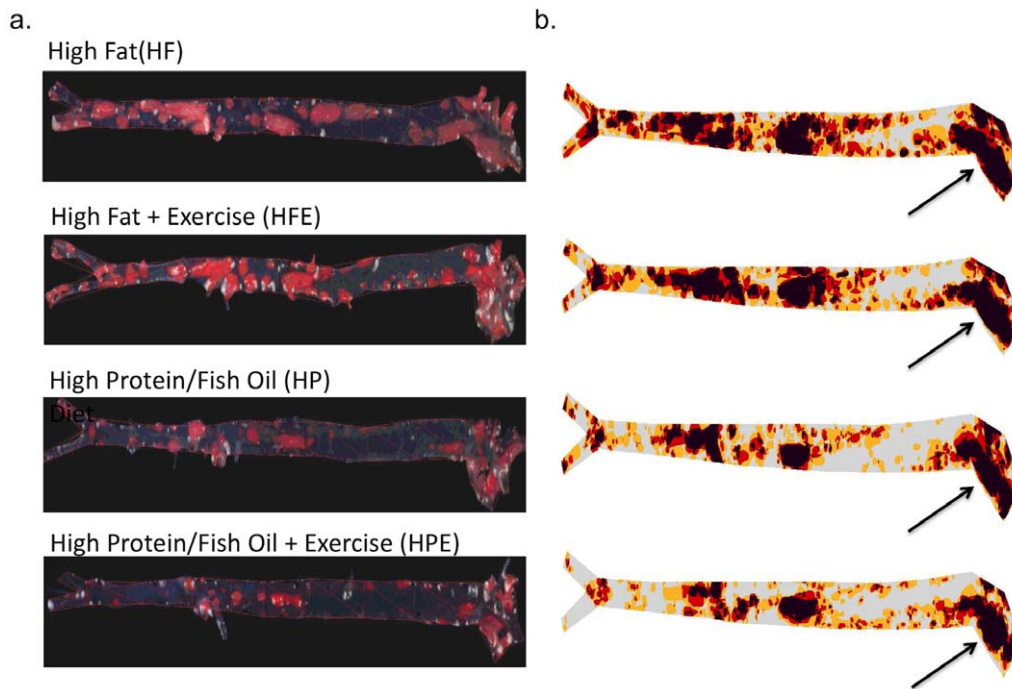 a.
b.
High Fat(HF)
High Fat + Exercise (HFE)
High Protein/Fish Oil (HP)
Diet
High Protein/Fish Oil + Exercise (HPE)